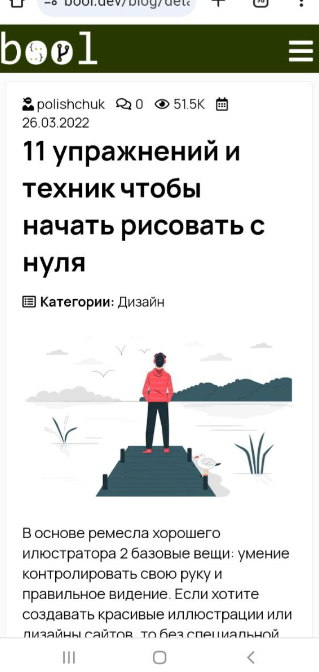 bool.dev/blog/deta
bool
polishchuk 0 51.5K
26.03.2022
11 упражнений и
техник чтобы
начать рисовать с
нуля
Категории: Дизайн
В основе ремесла хорошего
илюстратора 2 базовые вещи: умение
контролировать свою руку и
правильное видение. Если хотите
создавать красивые иллюстрации или
дизайны сайтов, то без специальной